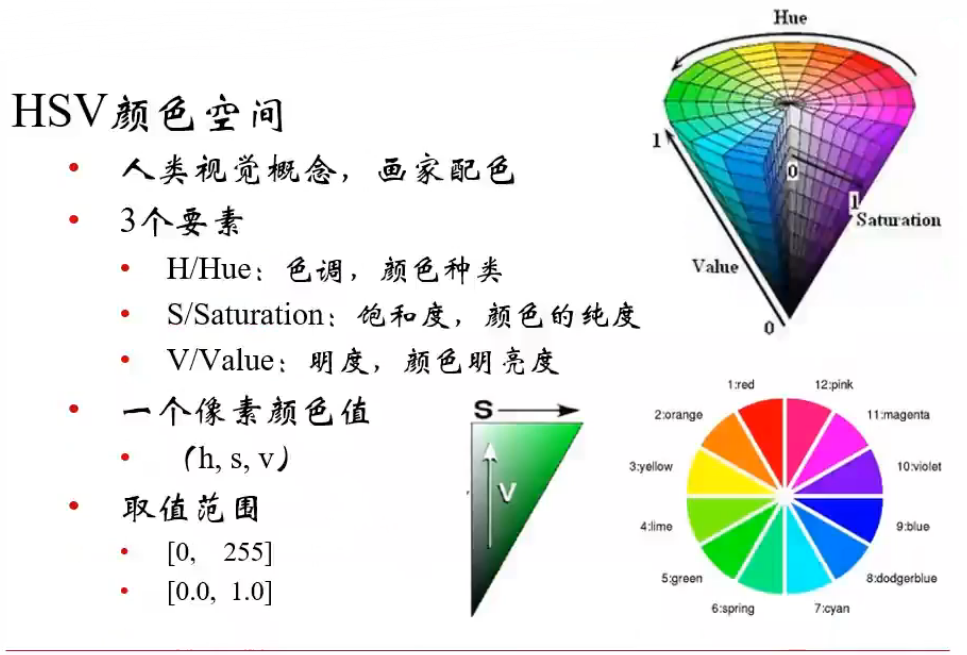 HSV颜色空间
人类视觉概念，画家配色
3个要素
H/Hue：色调，颜色种类
S/Saturation：饱和度，颜色的纯度
V/Value：明度，颜色明亮度
一个像素颜色值
（h, s, v）
取值范围
[0, 255]
[0.0, 1.0]
Hue
1
0
1
Saturation
Value
0
S
V
1:red
12:pink
2:orange
11:magenta
3:yellow
10:violet
4:lime
9:blue
5:green
8:dodgerblue
6:spring
7:cyan